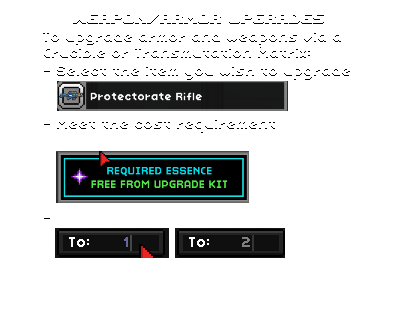 WEAPON/ARMOR UPGRADES
To upgrade armor and weapons via a
Crucible or Transmutation Matrix:
- Select the item you wish to upgrade
Protectorate Rifle
- Meet the cost requirement
REQUIRED ESSENCE
FREE FROM UPGRADE KIT
-
To: 1 To: 2